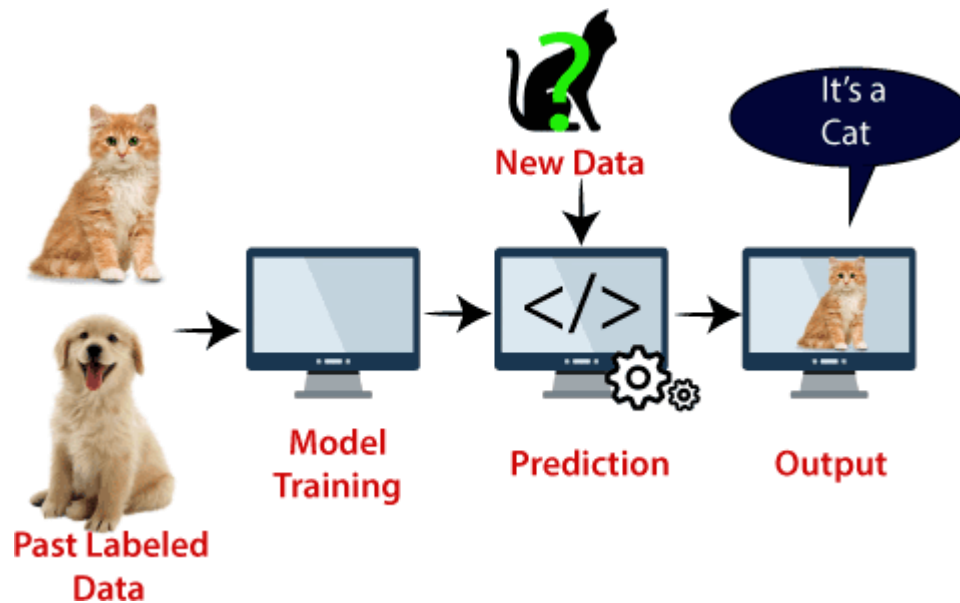 It's a
Cat
?
New Data
</>
Model
Training
Prediction
Output
Past Labeled
Data